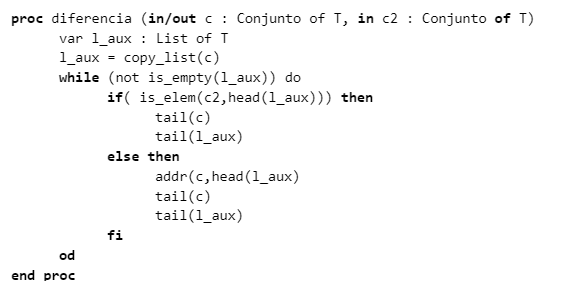 proc diferencia (in/out c : Conjunto of T, in c2 : Conjunto of T)
var l_aux : List of T
l_aux = copy_list(c)
while (not is_empty(l_aux)) do
if( is_elem(c2,head(l_aux))) then
tail(c)
tail(l_aux)
else then
addr(c,head(l_aux)
tail(c)
tail(l_aux)
fi
od
end proc